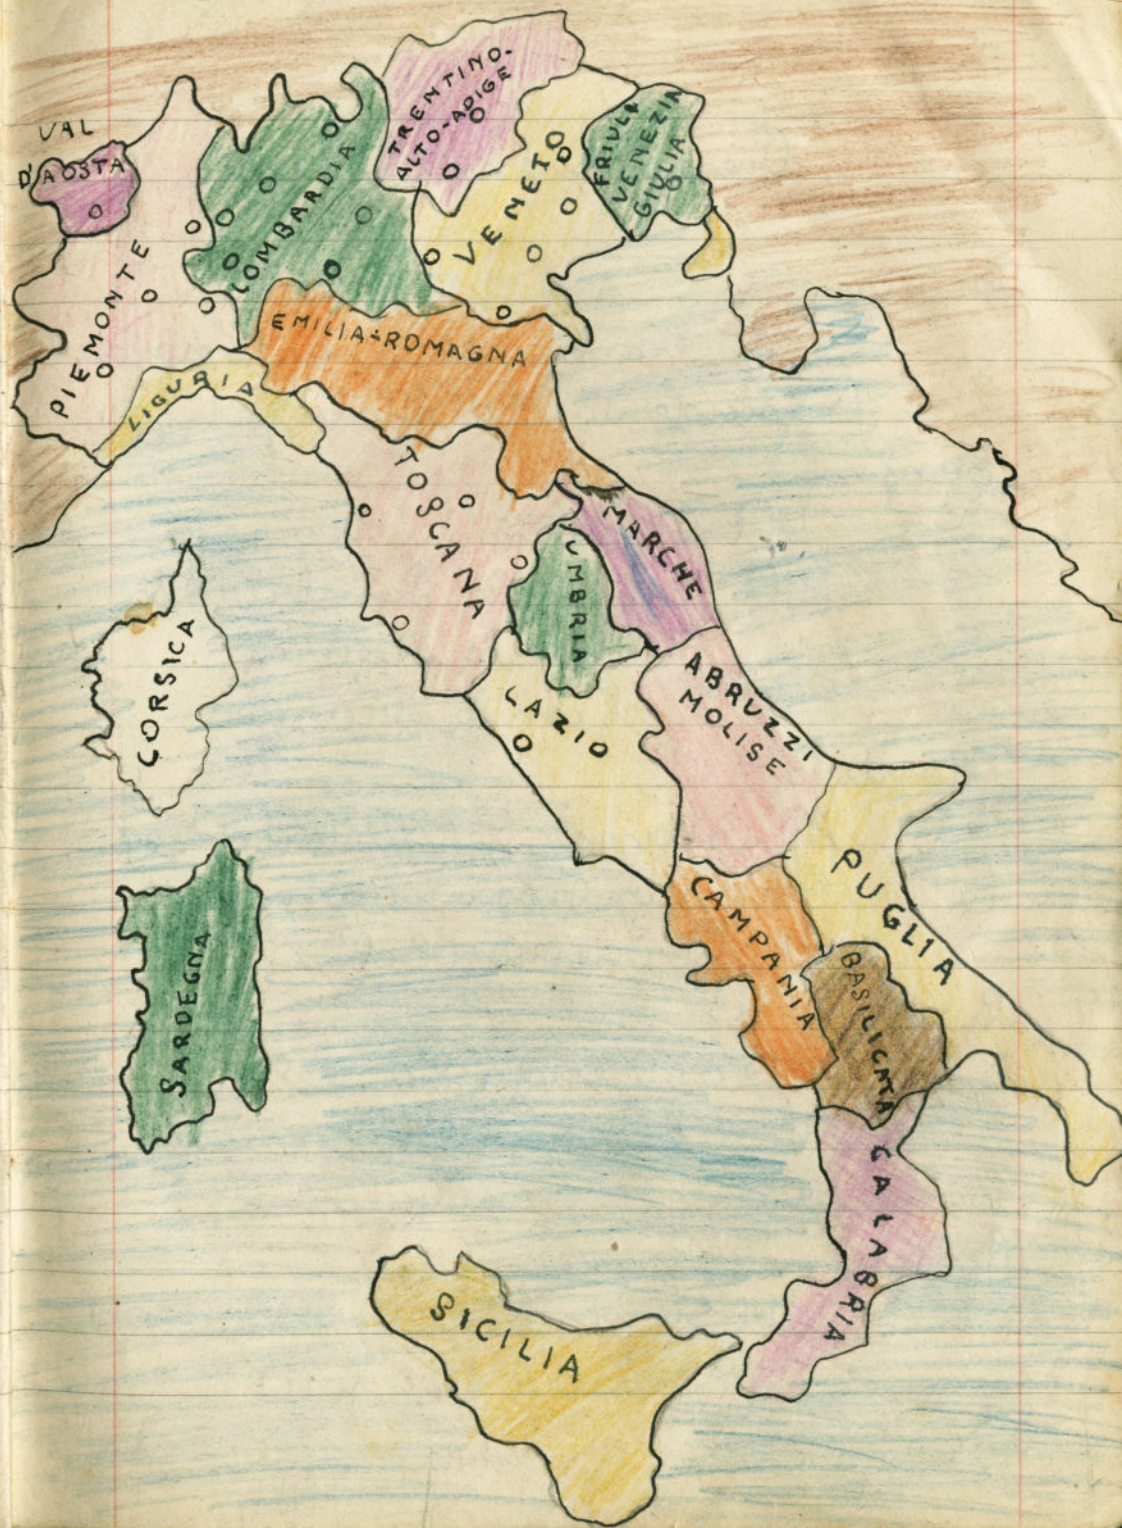 VAL
D'AOSTA
PIEMONTE
LOMBARDIA
TRENTINO-
ALTO-ADIGE
VENETO
FRIULI
VENEZIA
GIULIA
LIGURIA
EMILIA-ROMAGNA
TOSCANA
MARCHE
UMBRIA
LAZIO
ABRUZZI
MOLISE
CORSICA
SARDEGNA
CAMPANIA
PUGLIA
BASILICATA
CALABRIA
SICILIA